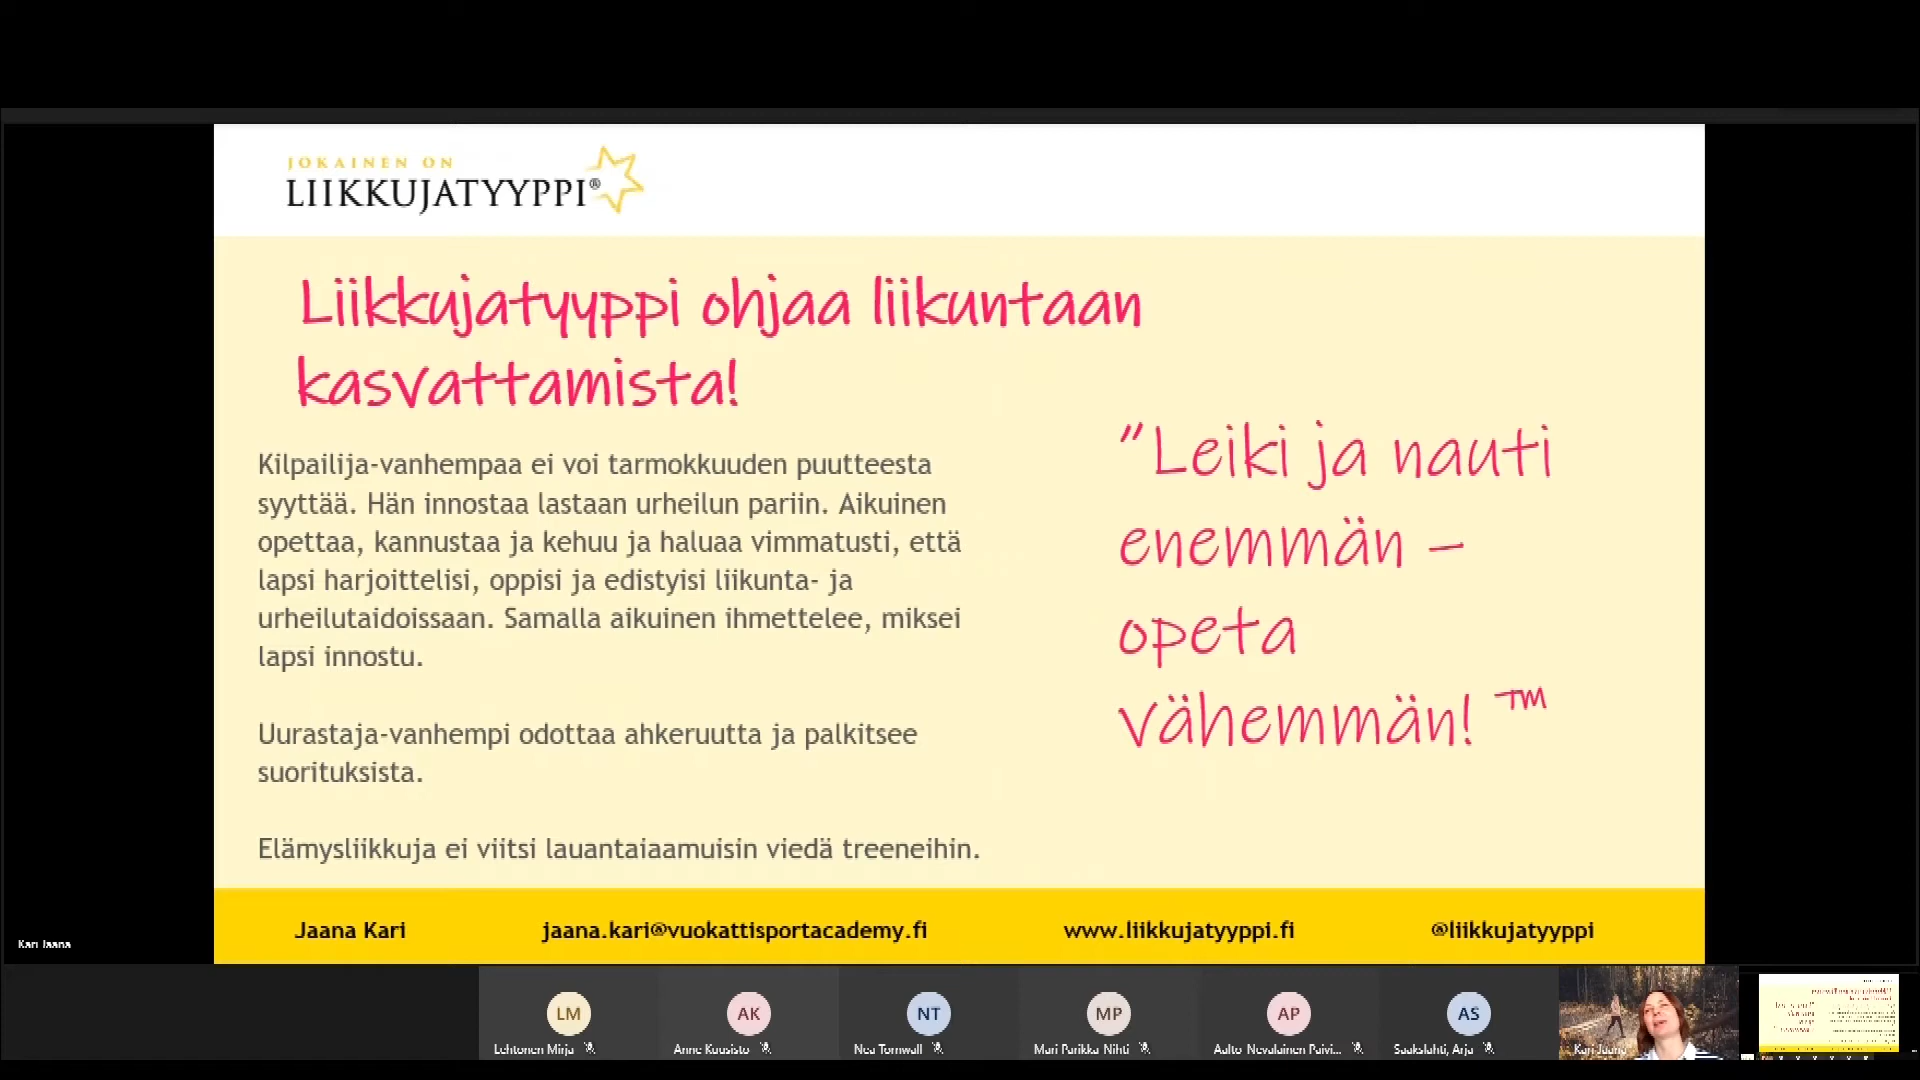 JOKAINEN ON
LIIKKUJATYYPPI®
Liikkujatyyppi ohjaa liikuntaan
kasvattamista!
Kilpailija-vanhempaa ei voi tarmokkuuden puutteesta
syyttää. Hän innostaa lastaan urheilun pariin. Aikuinen
opettaa, kannustaa ja kehuu ja haluaa vimmatusti, että
lapsi harjoittelisi, oppisi ja edistyisi liikunta- ja
urheilutaidoissaan. Samalla aikuinen ihmettelee, miksei
lapsi innostu.
Uurastaja-vanhempi odottaa ahkeruutta ja palkitsee
suorituksista.
Elämysliikkuja ei viitsi lauantaiaamuisin viedä treeneihin.
"Leiki ja nauti
enemmän –
opeta
vähemmän! ™
Jaana Kari jaana.kari@vuokattisportacademy.fi www.liikkujatyyppi.fi @liikkujatyyppi
Kari Jaana
LM AK NT MP AP AS
Lehtonen Mirja Anne Kuusisto Nea Törnwall Mari Parikka-Nihti Aalto-Nevalainen Päivi... Sääkslahti, Arja Kari Jaana